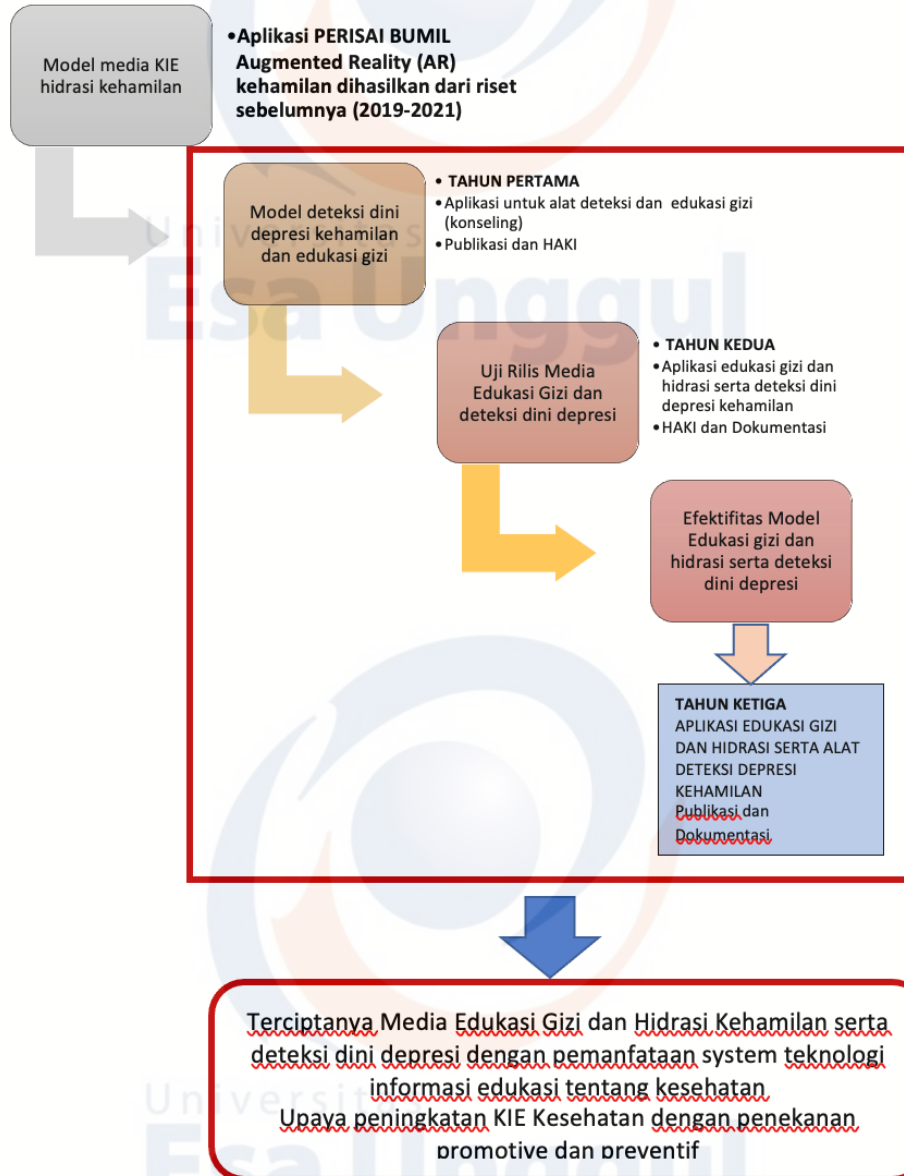 Model media KIE
hidrasi kehamilan
•Aplikasi PERISAI BUMIL
Augmented Reality (AR)
kehamilan dihasilkan dari riset
sebelumnya (2019-2021)
Model deteksi dini
depresi kehamilan
dan edukasi gizi
• TAHUN PERTAMA
•Aplikasi untuk alat deteksi dan edukasi gizi
(konseling)
•Publikasi dan HAKI
Universitas
Esa Unggul
Uji Rilis Media
Edukasi Gizi dan
deteksi dini depresi
• TAHUN KEDUA
•Aplikasi edukasi gizi dan
hidrasi serta deteksi dini
depresi kehamilan
•HAKI dan Dokumentasi
Efektifitas Model
Edukasi gizi dan
hidrasi serta deteksi
dini depresi
TAHUN KETIGA
APLIKASI EDUKASI GIZI
DAN HIDRASI SERTA ALAT
DETEKSI DEPRESI
KEHAMILAN
Publikasi dan
Dokumentasi
Terciptanya Media Edukasi Gizi dan Hidrasi Kehamilan serta
deteksi dini depresi dengan pemanfataan system teknologi
informasi edukasi tentang kesehatan
Upaya peningkatan KIE Kesehatan dengan penekanan
promotive dan preventif
Universitas